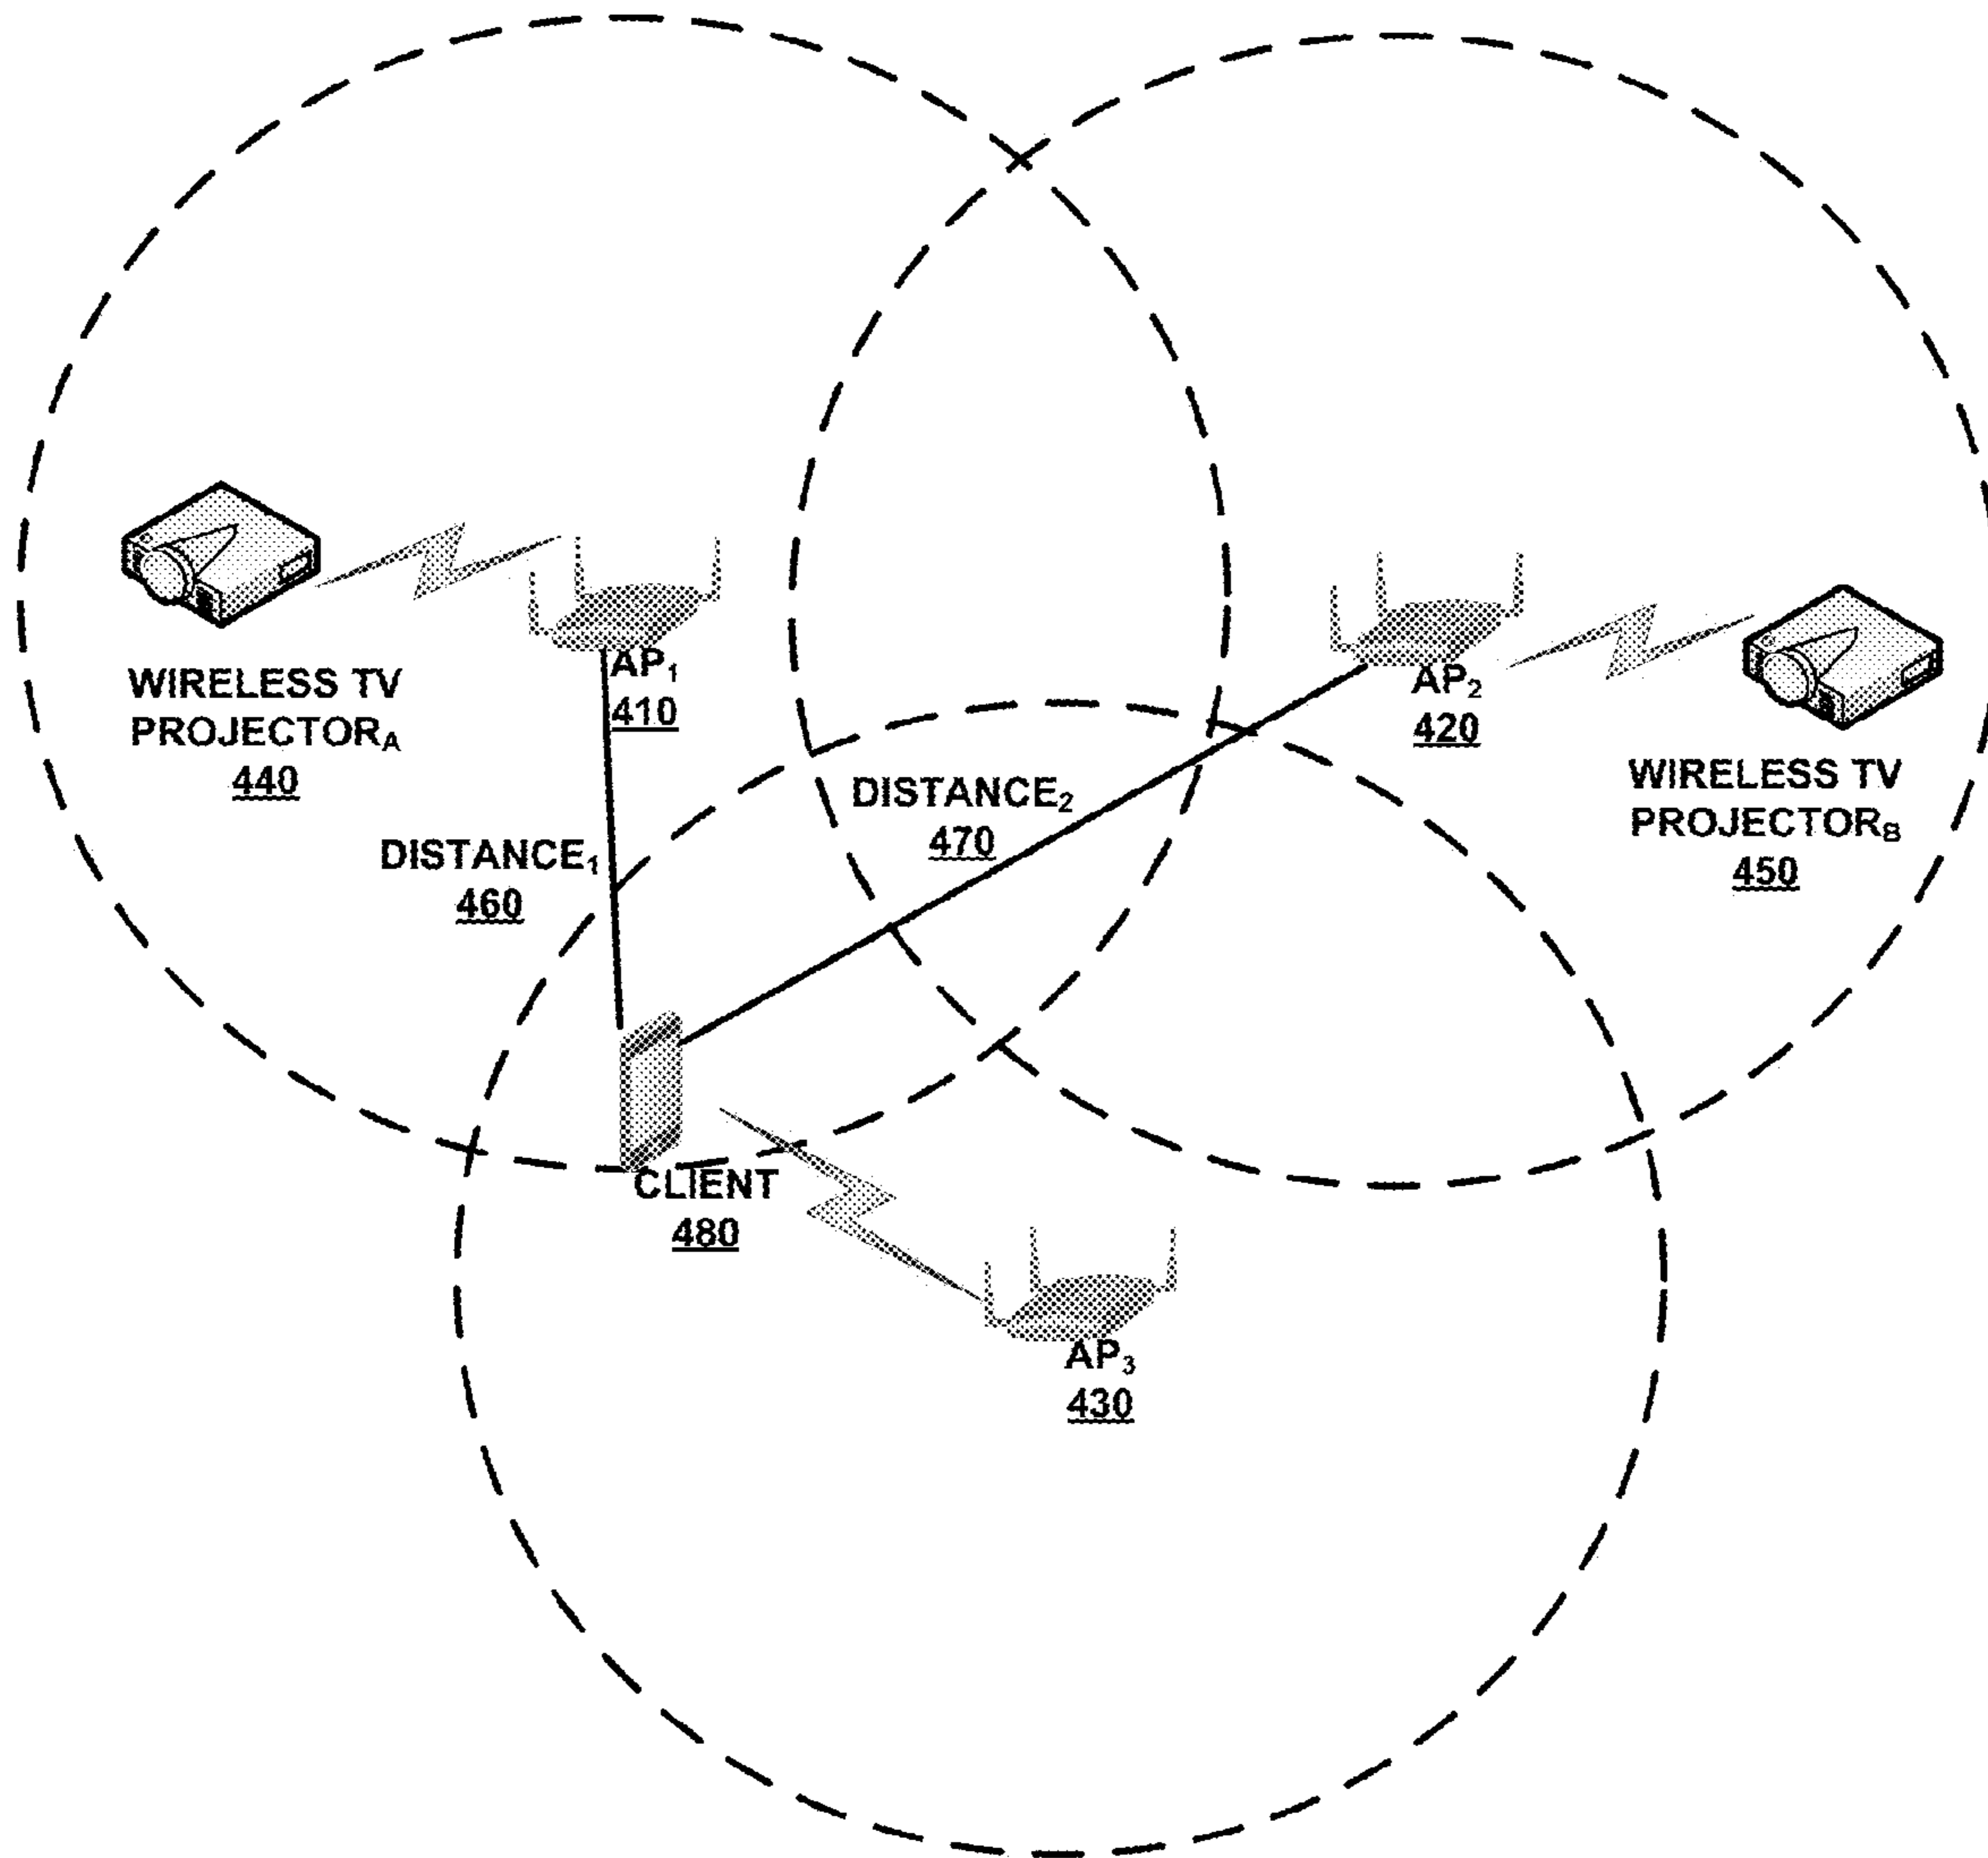 WIRELESS TV
PROJECTORA
440
AP1
410
AP2
420
WIRELESS TV
PROJECTORB
450
DISTANCE1
460
DISTANCE2
470
CLIENT
480
AP3
430